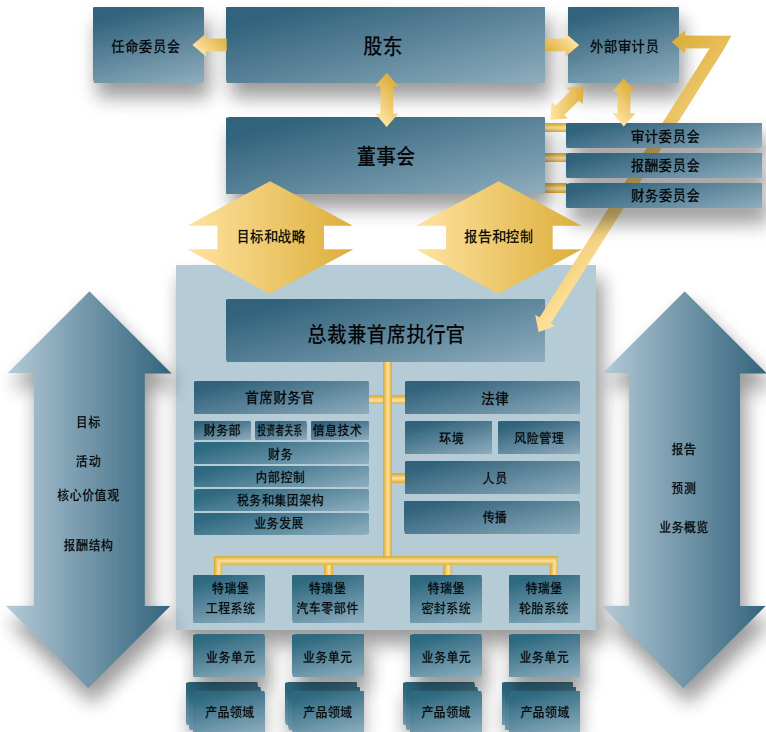 任命委员会
股东
外部审计员
董事会
审计委员会
报酬委员会
财务委员会
目标和战略
报告和控制
总裁兼首席执行官
首席财务官
法律
财务部
投资者关系
信息技术
环境
风险管理
财务
内部控制
人员
税务和集团架构
业务发展
传播
目标
活动
核心价值观
报酬结构
报告
预测
业务概览
特瑞堡
工程系统
特瑞堡
汽车零部件
特瑞堡
密封系统
特瑞堡
轮胎系统
业务单元
业务单元
业务单元
业务单元
产品领域
产品领域
产品领域
产品领域